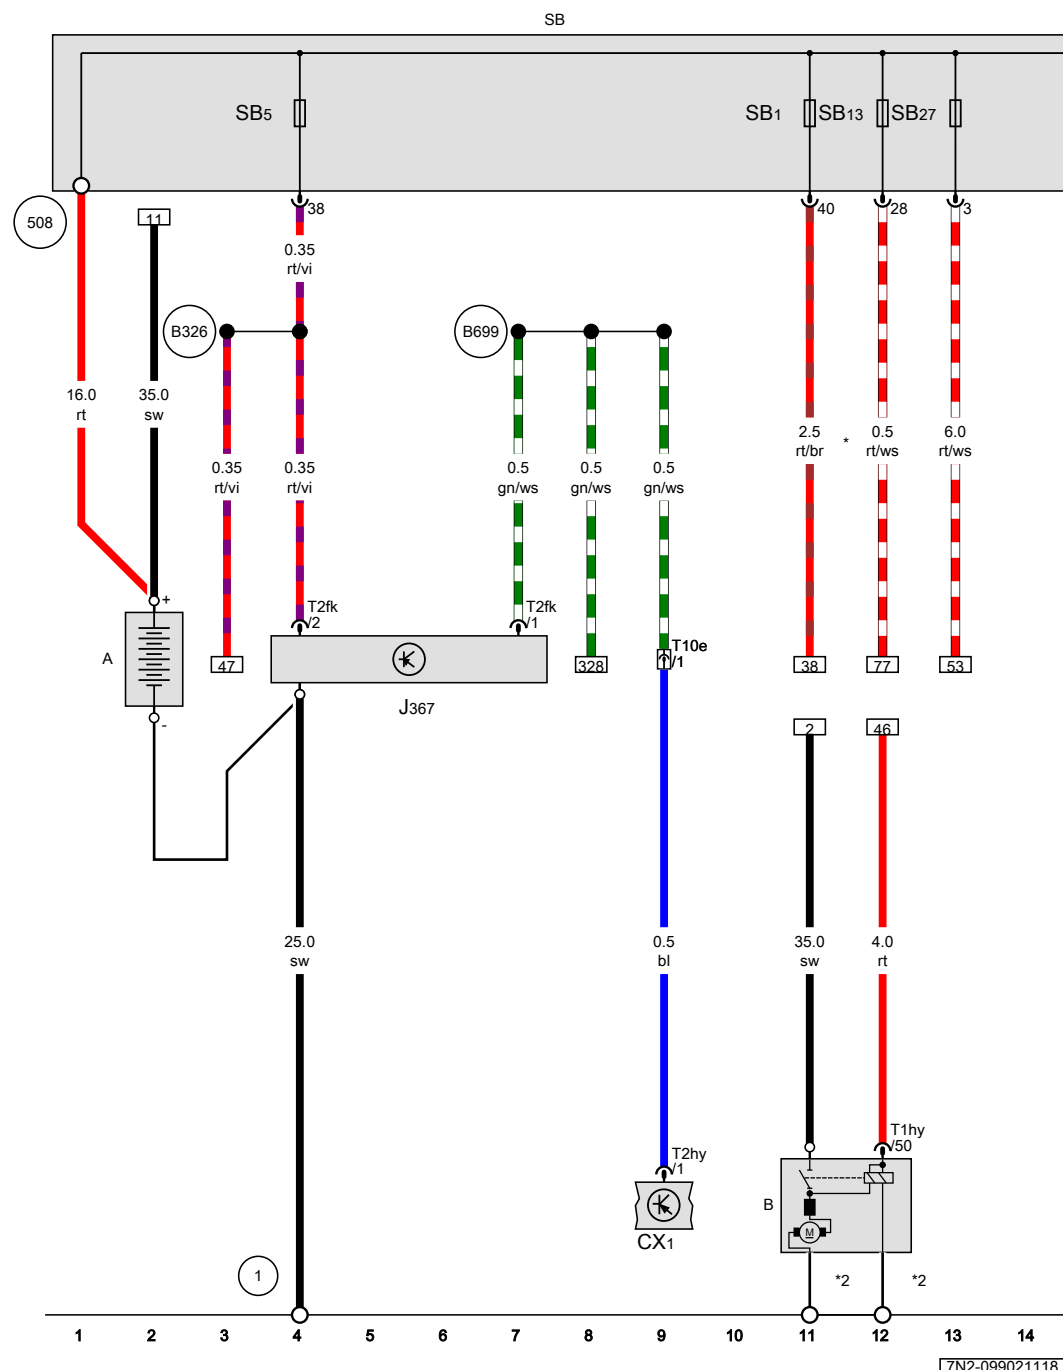 SB
SB5
SB1
SB13
SB27
38
40
28
3
508
11
0.35
rt/vi
B326
B699
16.0
rt
35.0
sw
2.5
rt/br
*
0.5
rt/ws
6.0
rt/ws
0.35
rt/vi
0.35
rt/vi
0.5
gn/ws
0.5
gn/ws
0.5
gn/ws
+
T2fk
/2
T2fk
/1
A
47
328
T10e
/1
38
77
53
-
J367
2
46
25.0
sw
0.5
bl
35.0
sw
4.0
rt
T1hy
/50
T2hy
/1
B
M
CX1
1
*2
*2
1 2 3 4 5 6 7 8 9 10 11 12 13 14
7N2-099021118